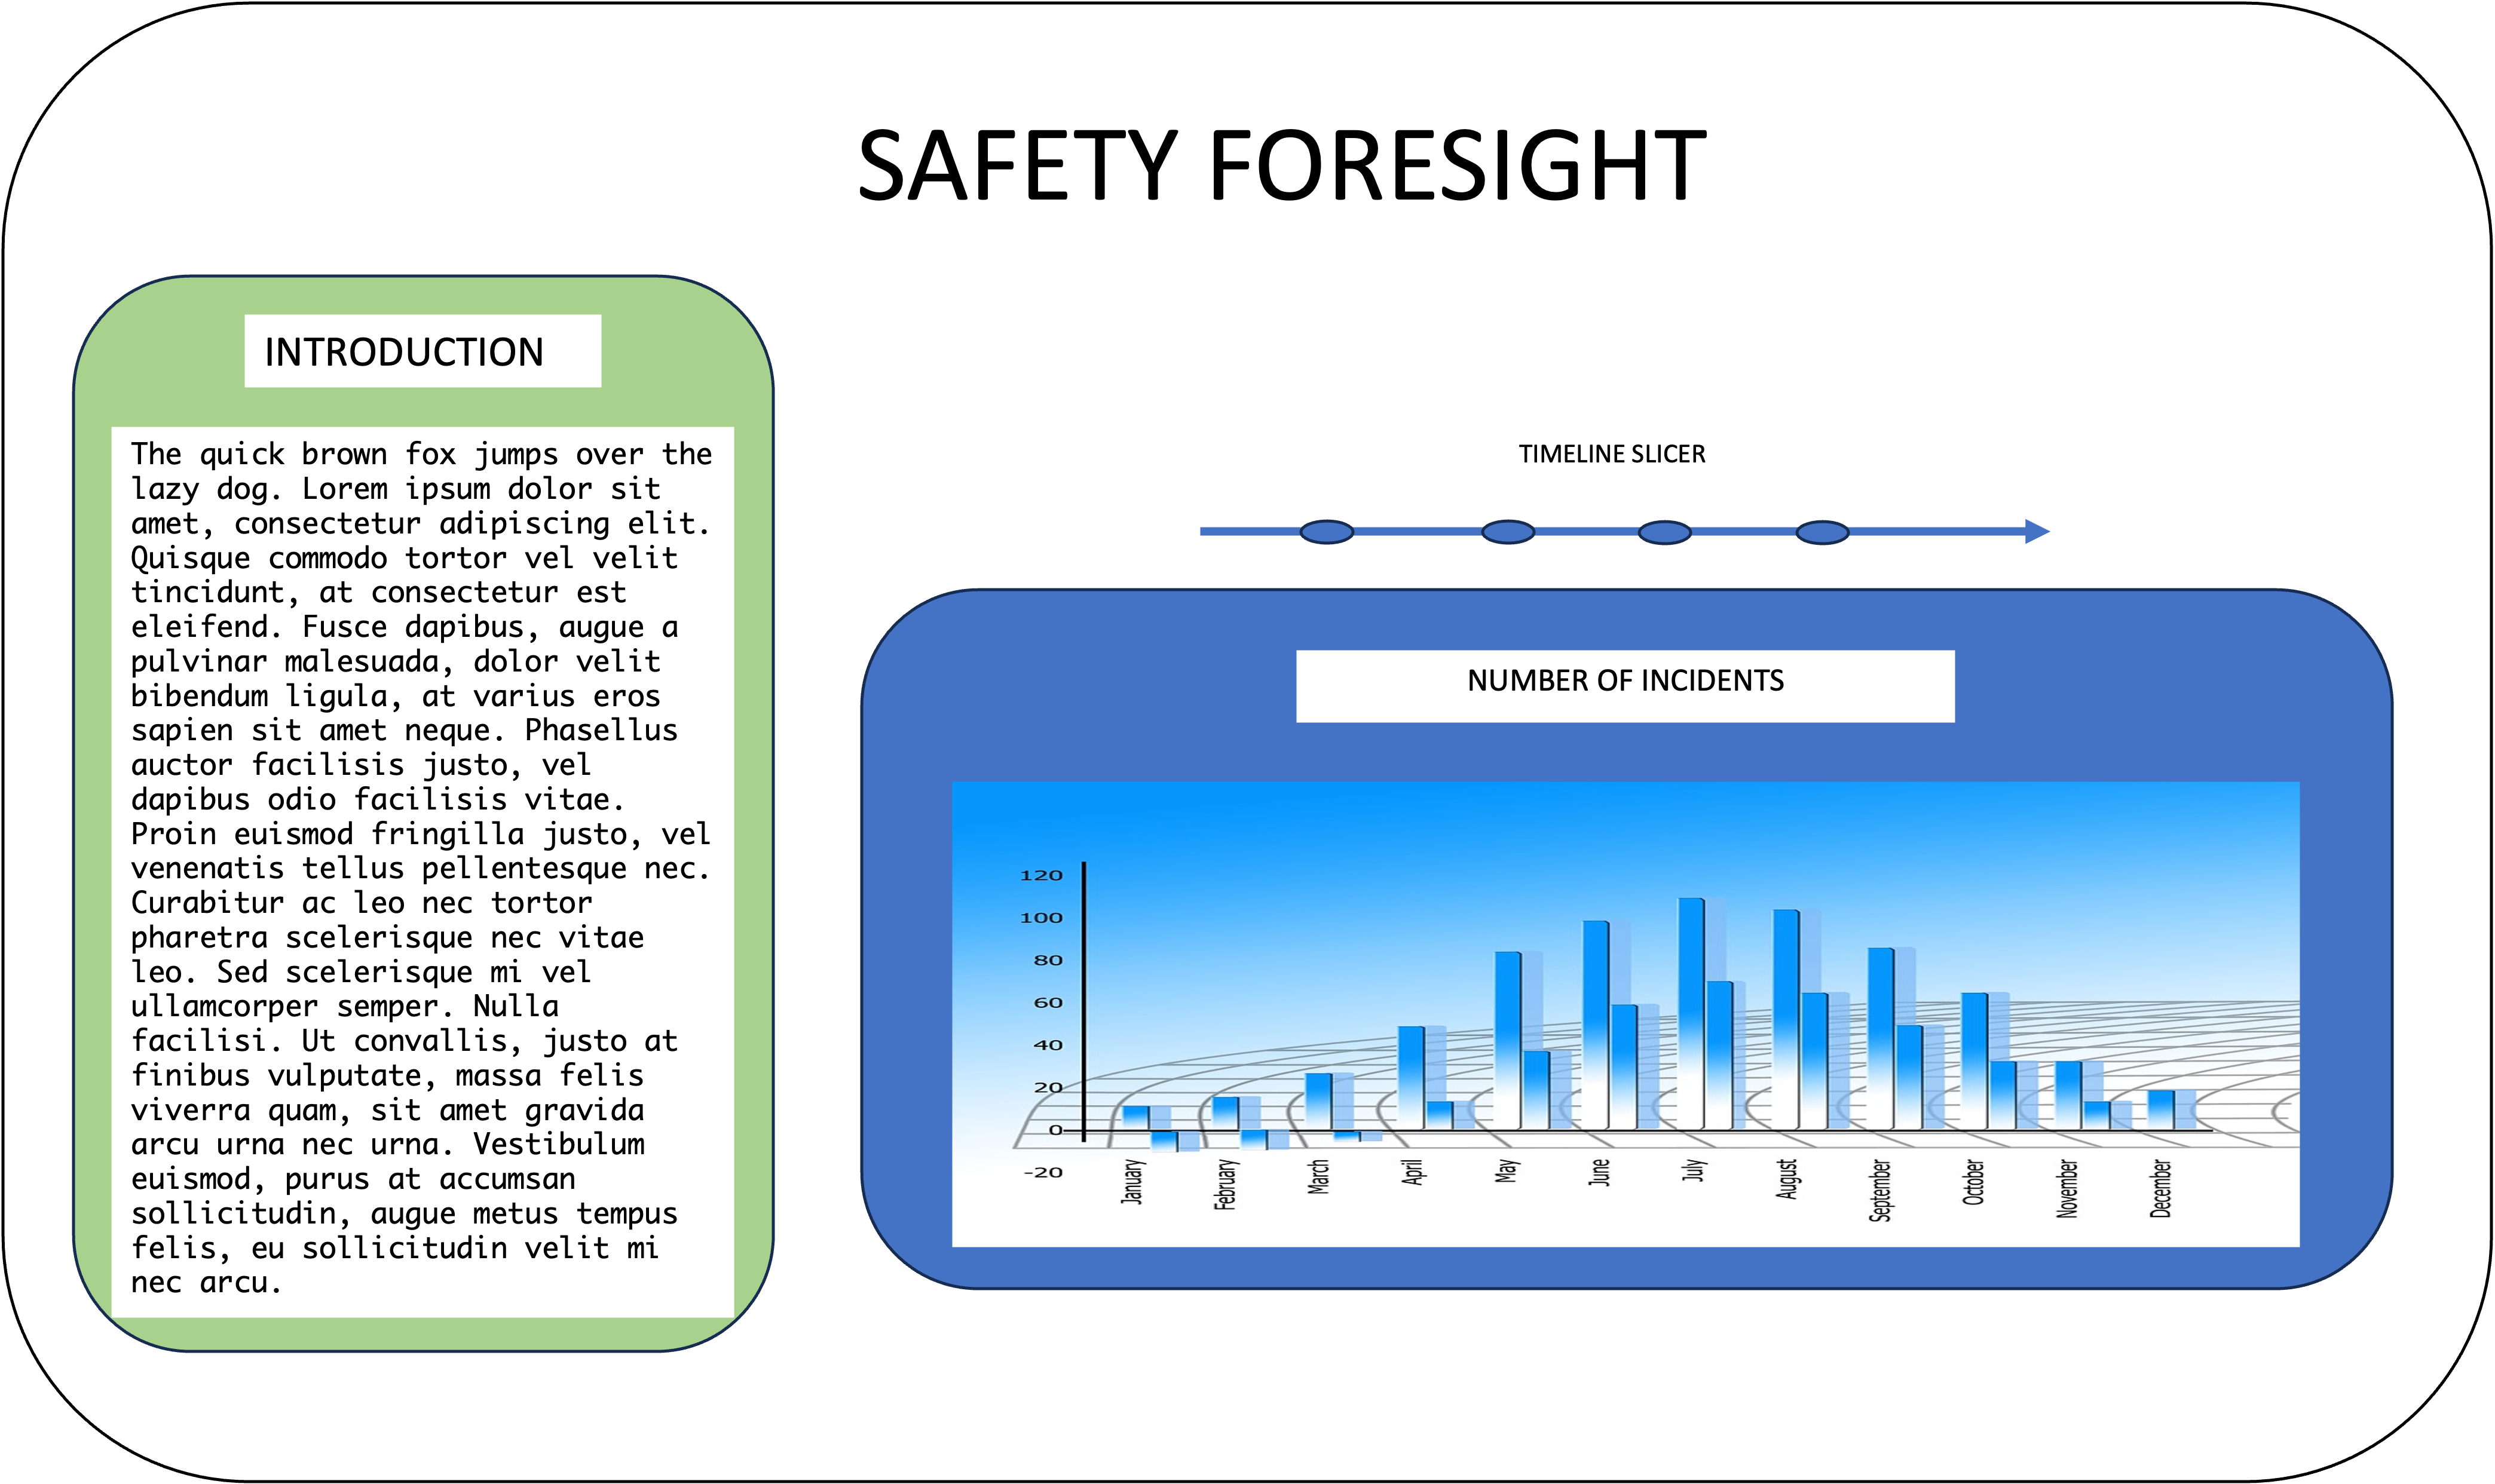 SAFETY FORESIGHT
INTRODUCTION
The quick brown fox jumps over the
lazy dog. Lorem ipsum dolor sit
amet, consectetur adipiscing elit.
Quisque commodo tortor vel velit
tincidunt, at consectetur est
eleifend. Fusce dapibus, augue a
pulvinar malesuada, dolor velit
bibendum ligula, at varius eros
sapien sit amet neque. Phasellus
auctor facilisis justo, vel
dapibus odio facilisis vitae.
Proin euismod fringilla justo, vel
venenatis tellus pellentesque nec.
Curabitur ac leo nec tortor
pharetra scelerisque nec vitae
leo. Sed scelerisque mi vel
ullamcorper semper. Nulla
facilisi. Ut convallis, justo at
finibus vulputate, massa felis
viverra quam, sit amet gravida
arcu urna nec urna. Vestibulum
euismod, purus at accumsan
sollicitudin, augue metus tempus
felis, eu sollicitudin velit mi
nec arcu.
TIMELINE SLICER
NUMBER OF INCIDENTS
120
100
80
60
40
20
0
-20
January
February
March
April
May
June
July
August
September
October
November
December